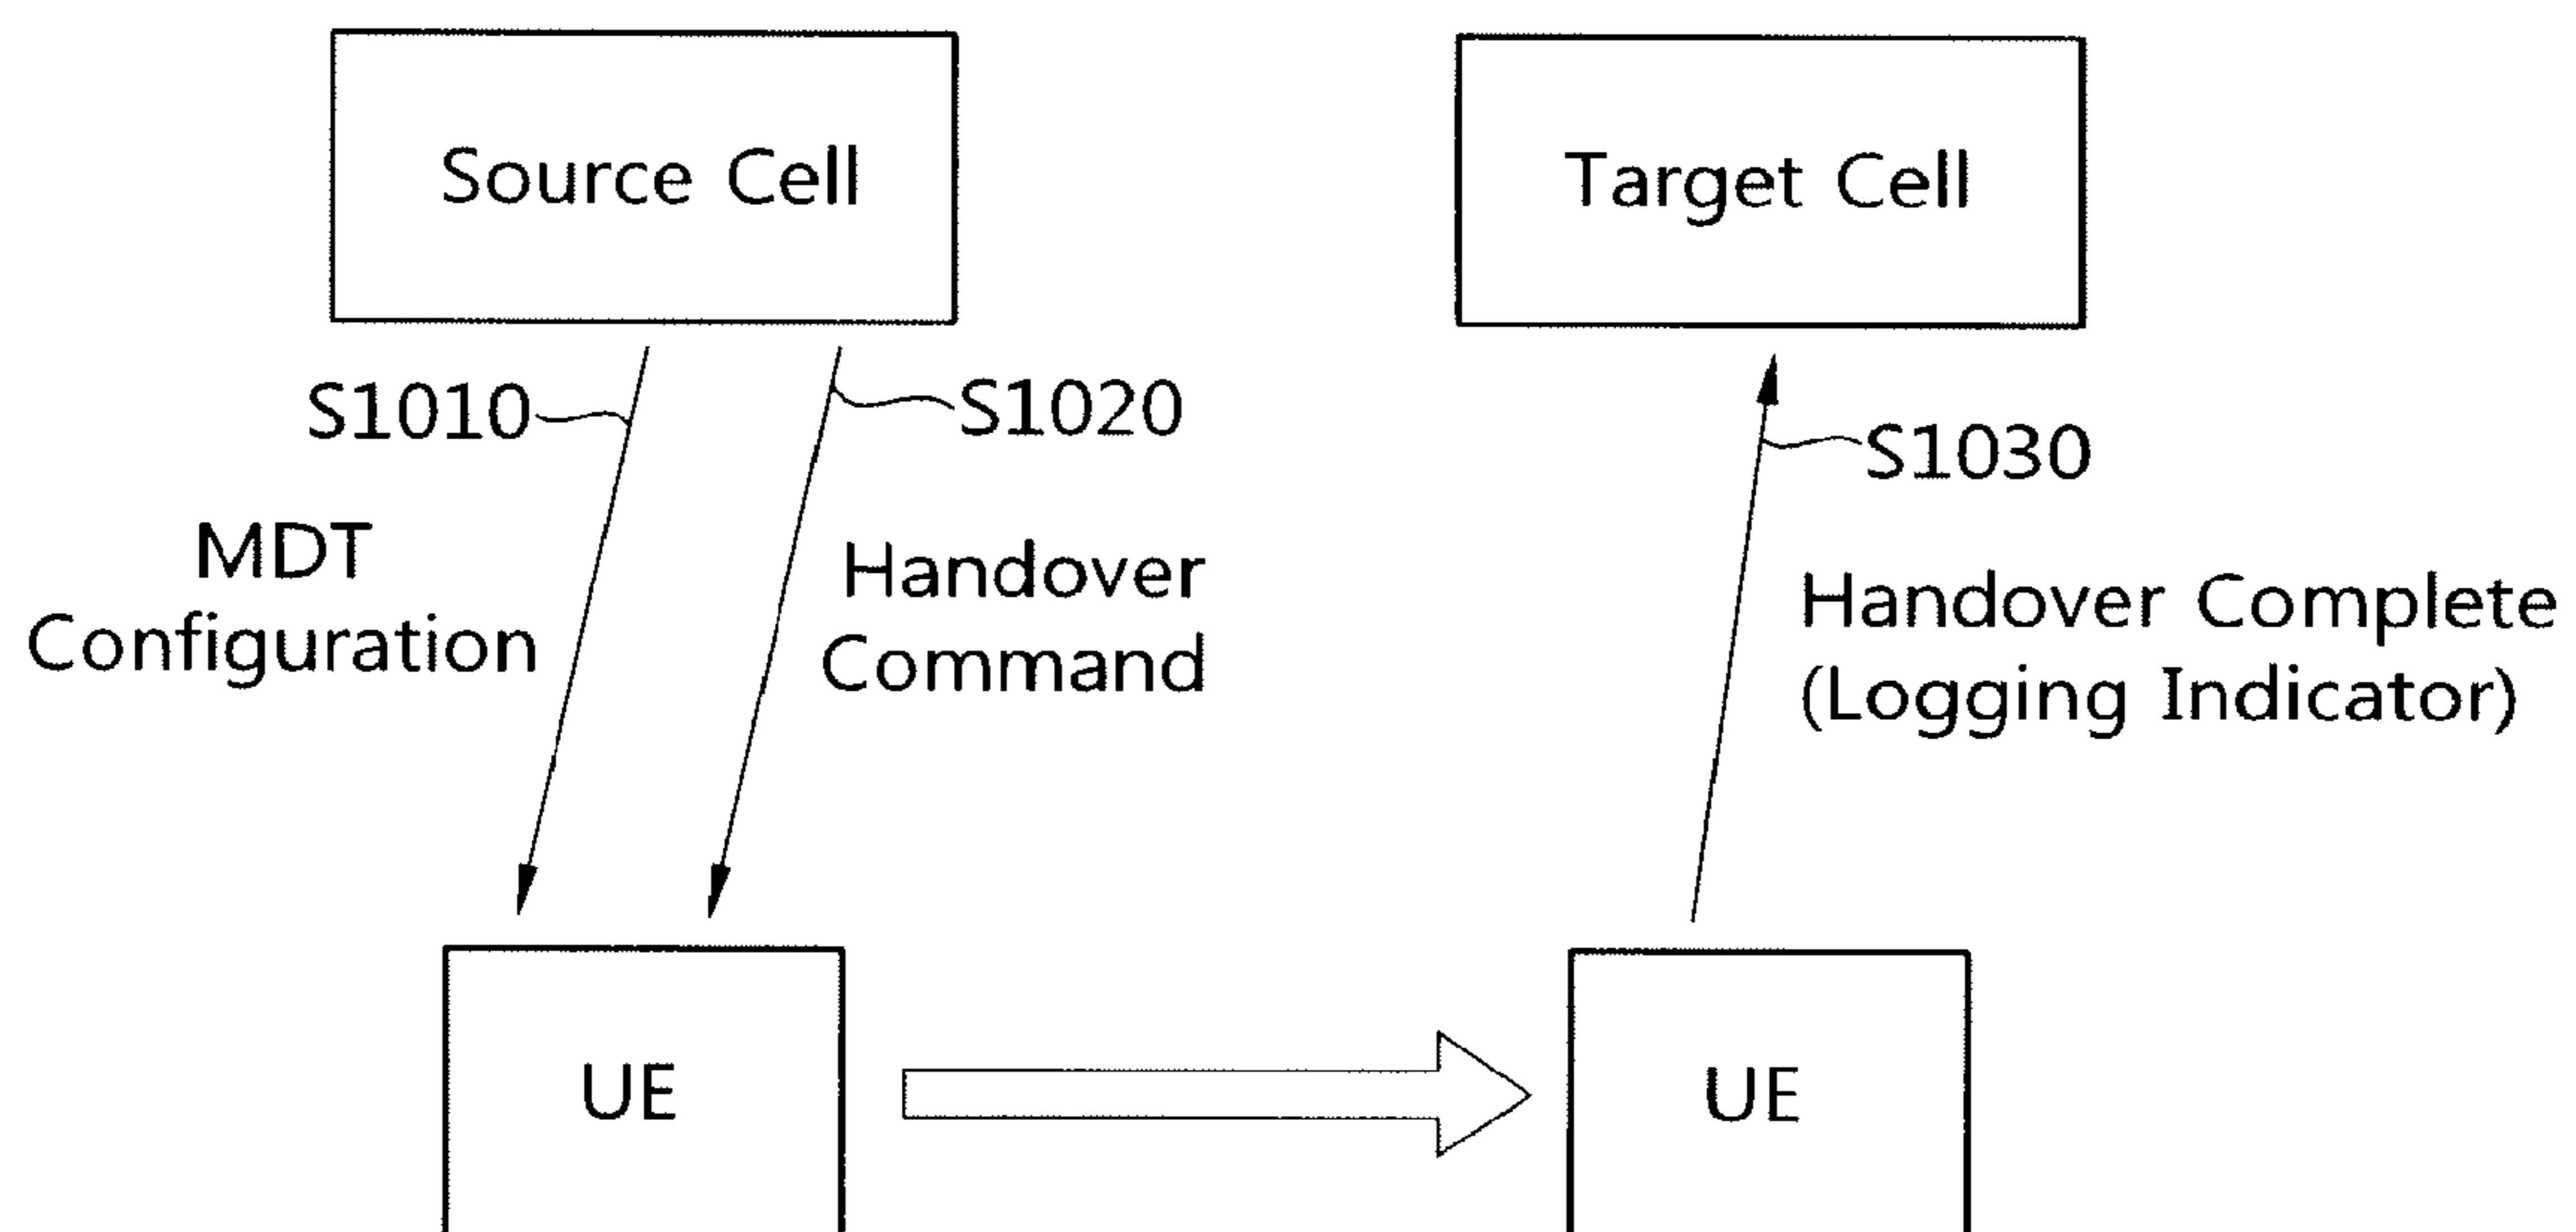 Source Cell
Target Cell
S1010
S1020
S1030
MDT
Configuration
Handover
Command
Handover Complete
(Logging Indicator)
UE
UE